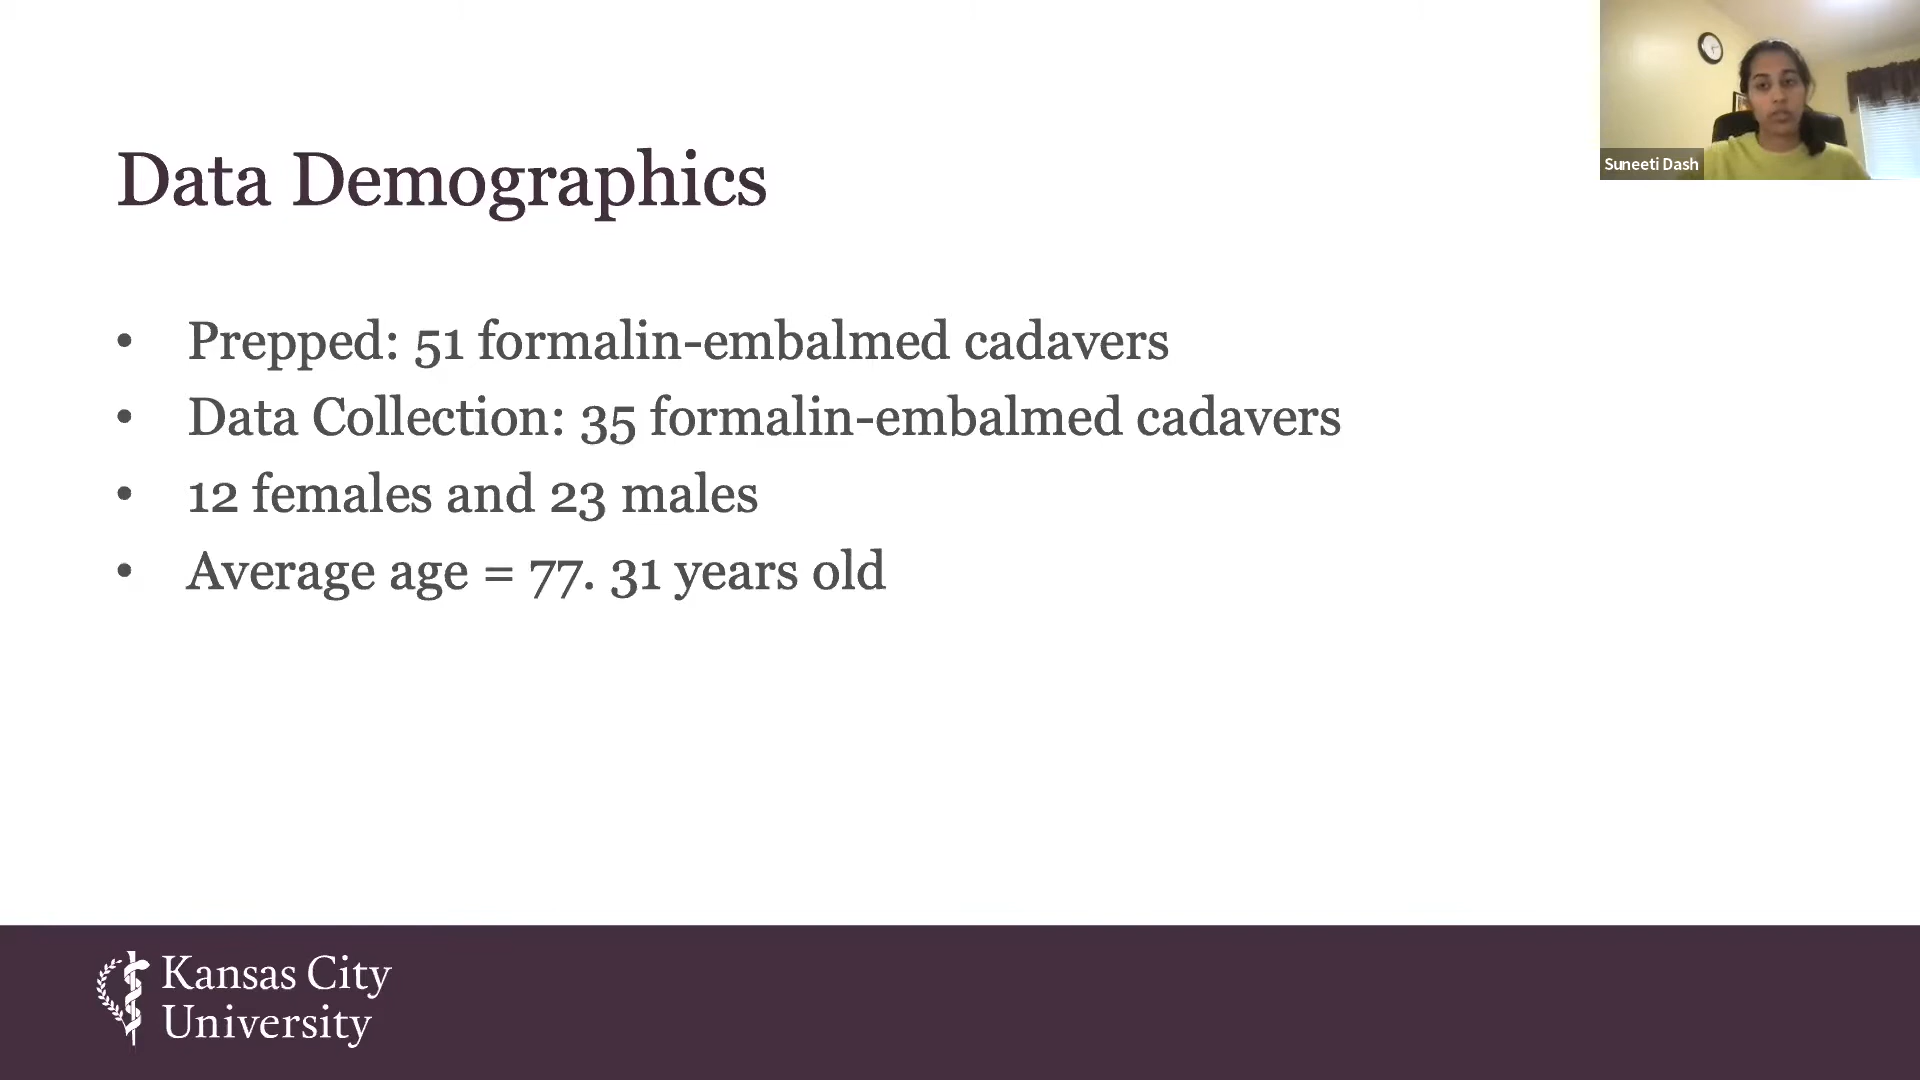 Suneeti Dash
Data Demographics
• Prepped: 51 formalin-embalmed cadavers
• Data Collection: 35 formalin-embalmed cadavers
• 12 females and 23 males
• Average age = 77. 31 years old
Kansas City
University